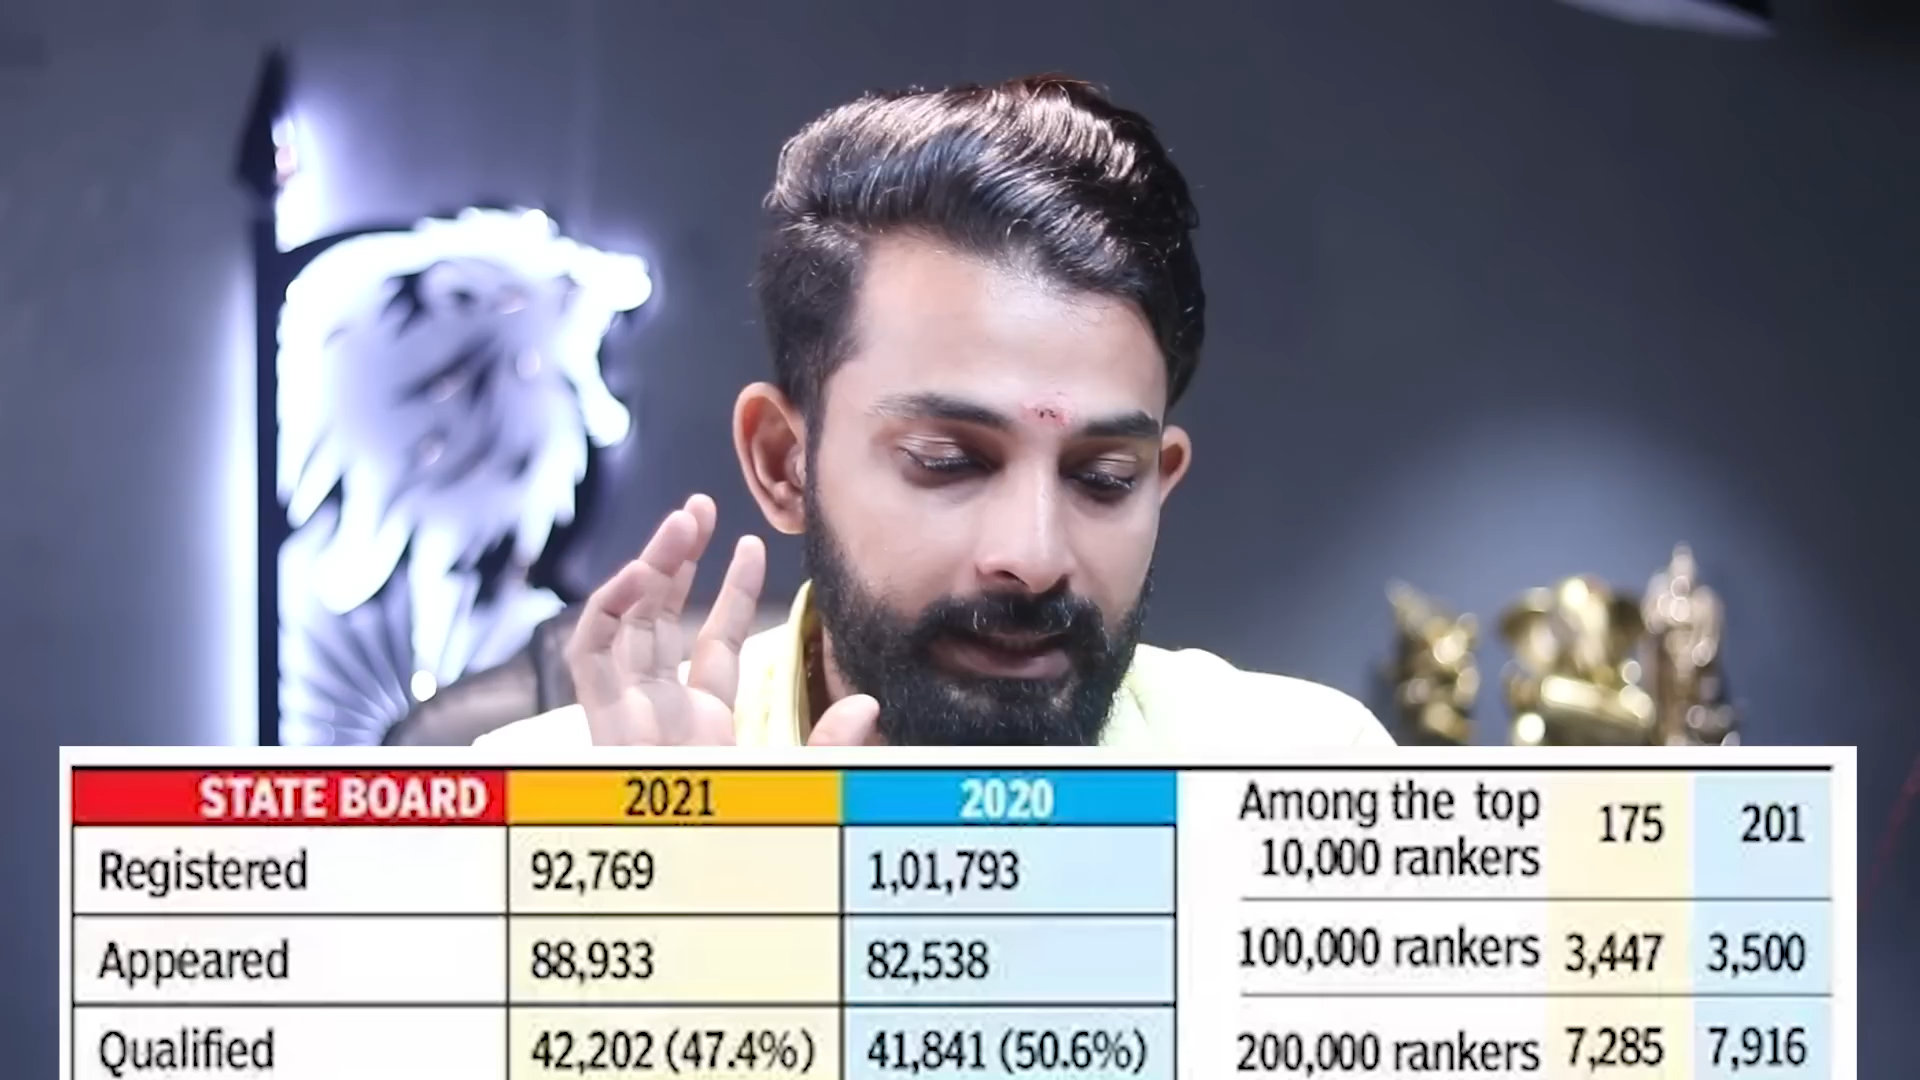 STATE BOARD 2021 2020
Registered 92,769 1,01,793
Appeared 88,933 82,538
Qualified 42,202 (47.4%) 41,841 (50.6%)
Among the top
10,000 rankers 175 201
100,000 rankers 3,447 3,500
200,000 rankers 7,285 7,916